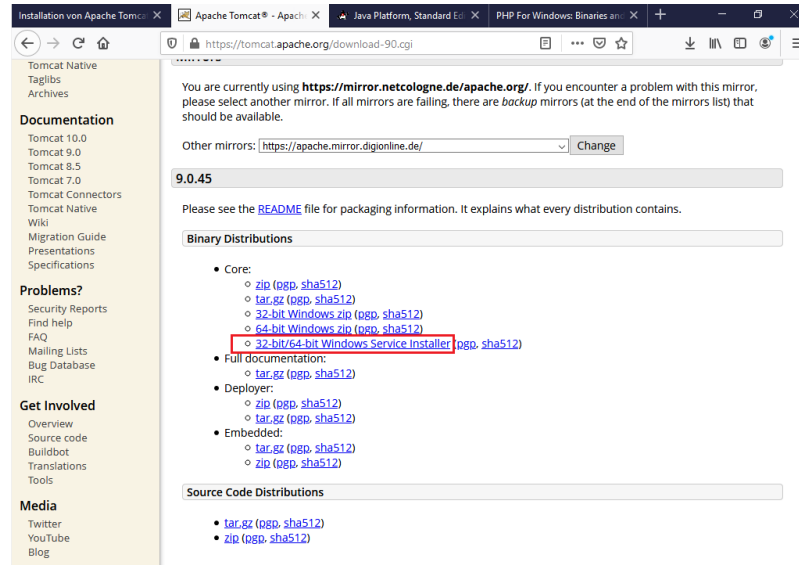 Installation von Apache Tomca
Apache Tomcat® - Apach
Java Platform, Standard Ed
PHP For Windows: Binaries and
https://tomcat.apache.org/download-90.cgi
Tomcat Native
Taglibs
Archives
Documentation
Tomcat 10.0
Tomcat 9.0
Tomcat 8.5
Tomcat 7.0
Tomcat Connectors
Tomcat Native
Wiki
Migration Guide
Presentations
Specifications
Problems?
Security Reports
Find help
FAQ
Mailing Lists
Bug Database
IRC
Get Involved
Overview
Source code
Buildbot
Translations
Tools
Media
Twitter
YouTube
Blog
Mirrors
You are currently using https://mirror.netcologne.de/apache.org/. If you encounter a problem with this mirror,
please select another mirror. If all mirrors are failing, there are backup mirrors (at the end of the mirrors list) that
should be available.
Other mirrors: https://apache.mirror.digionline.de/ Change
9.0.45
Please see the README file for packaging information. It explains what every distribution contains.
Binary Distributions
Core:
zip (pgp, sha512)
tar.gz (pgp, sha512)
32-bit Windows zip (pgp, sha512)
64-bit Windows zip (pgp, sha512)
32-bit/64-bit Windows Service Installer (pgp, sha512)
Full documentation:
tar.gz (pgp, sha512)
Deployer:
zip (pgp, sha512)
tar.gz (pgp, sha512)
Embedded:
tar.gz (pgp, sha512)
zip (pgp, sha512)
Source Code Distributions
tar.gz (pgp, sha512)
zip (pgp, sha512)